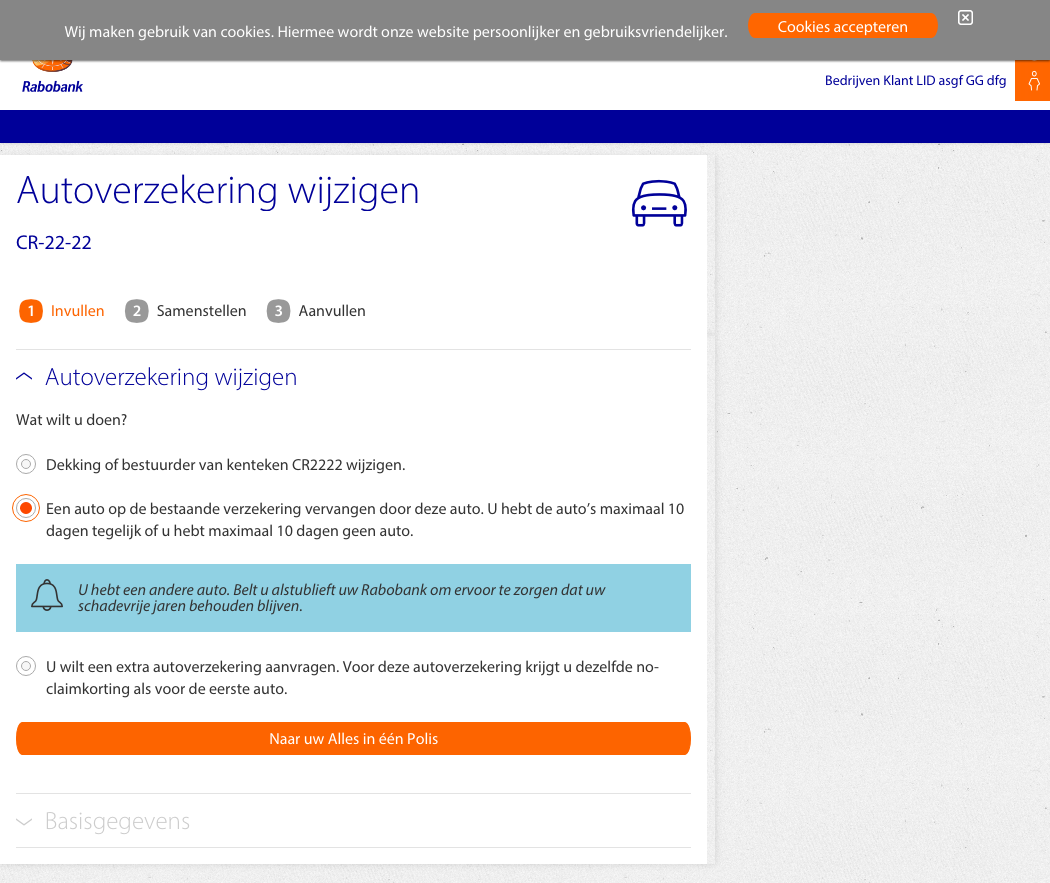 Wij maken gebruik van cookies. Hiermee wordt onze website persoonlijker en gebruiksvriendelijker.
Cookies accepteren
Rabobank
Bedrijven Klant LID asgf GG dfg
Autoverzekering wijzigen
CR-22-22
1 Invullen 2 Samenstellen 3 Aanvullen
Autoverzekering wijzigen
Wat wilt u doen?
Dekking of bestuurder van kenteken CR2222 wijzigen.
Een auto op de bestaande verzekering vervangen door deze auto. U hebt de auto's maximaal 10
dagen tegelijk of u hebt maximaal 10 dagen geen auto.
U hebt een andere auto. Belt u alstublieft uw Rabobank om ervoor te zorgen dat uw
schadevrije jaren behouden blijven.
U wilt een extra autoverzekering aanvragen. Voor deze autoverzekering krijgt u dezelfde no-
claimkorting als voor de eerste auto.
Naar uw Alles in één Polis
Basisgegevens